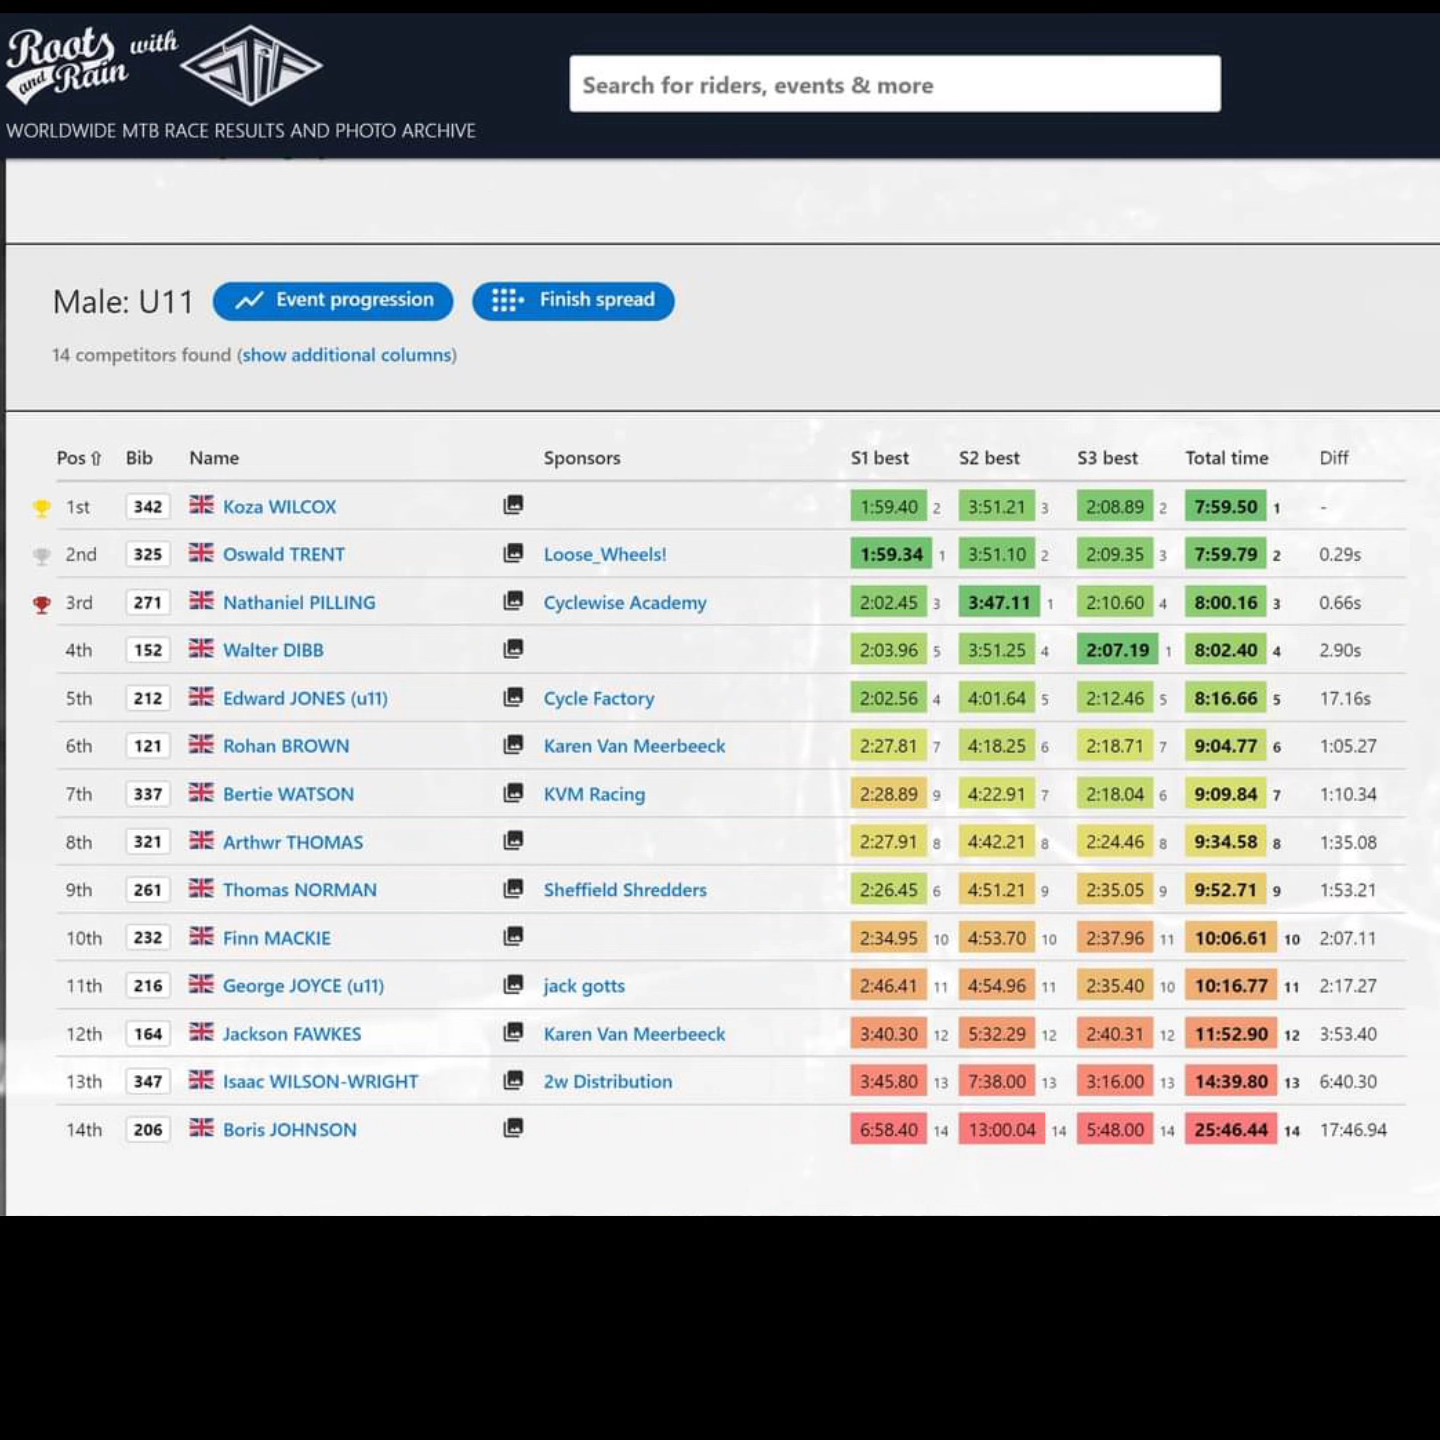 Roots and Rain with
WORLDWIDE MTB RACE RESULTS AND PHOTO ARCHIVE
Search for riders, events & more
Male: U11 Event progression Finish spread
14 competitors found (show additional columns)
Pos ⇧ Bib Name Sponsors S1 best S2 best S3 best Total time Diff
1st 342 Koza WILCOX 1:59.40 2 3:51.21 3 2:08.89 2 7:59.50 1 -
2nd 325 Oswald TRENT Loose_Wheels! 1:59.34 1 3:51.10 2 2:09.35 3 7:59.79 2 0.29s
3rd 271 Nathaniel PILLING Cyclewise Academy 2:02.45 3 3:47.11 1 2:10.60 4 8:00.16 3 0.66s
4th 152 Walter DIBB 2:03.96 5 3:51.25 4 2:07.19 1 8:02.40 4 2.90s
5th 212 Edward JONES (u11) Cycle Factory 2:02.56 4 4:01.64 5 2:12.46 5 8:16.66 5 17.16s
6th 121 Rohan BROWN Karen Van Meerbeeck 2:27.81 7 4:18.25 6 2:18.71 7 9:04.77 6 1:05.27
7th 337 Bertie WATSON KVM Racing 2:28.89 9 4:22.91 7 2:18.04 6 9:09.84 7 1:10.34
8th 321 Arthwr THOMAS 2:27.91 8 4:42.21 8 2:24.46 8 9:34.58 8 1:35.08
9th 261 Thomas NORMAN Sheffield Shredders 2:26.45 6 4:51.21 9 2:35.05 9 9:52.71 9 1:53.21
10th 232 Finn MACKIE 2:34.95 10 4:53.70 10 2:37.96 11 10:06.61 10 2:07.11
11th 216 George JOYCE (u11) jack gotts 2:46.41 11 4:54.96 11 2:35.40 10 10:16.77 11 2:17.27
12th 164 Jackson FAWKES Karen Van Meerbeeck 3:40.30 12 5:32.29 12 2:40.31 12 11:52.90 12 3:53.40
13th 347 Isaac WILSON-WRIGHT 2w Distribution 3:45.80 13 7:38.00 13 3:16.00 13 14:39.80 13 6:40.30
14th 206 Boris JOHNSON 6:58.40 14 13:00.04 14 5:48.00 14 25:46.44 14 17:46.94